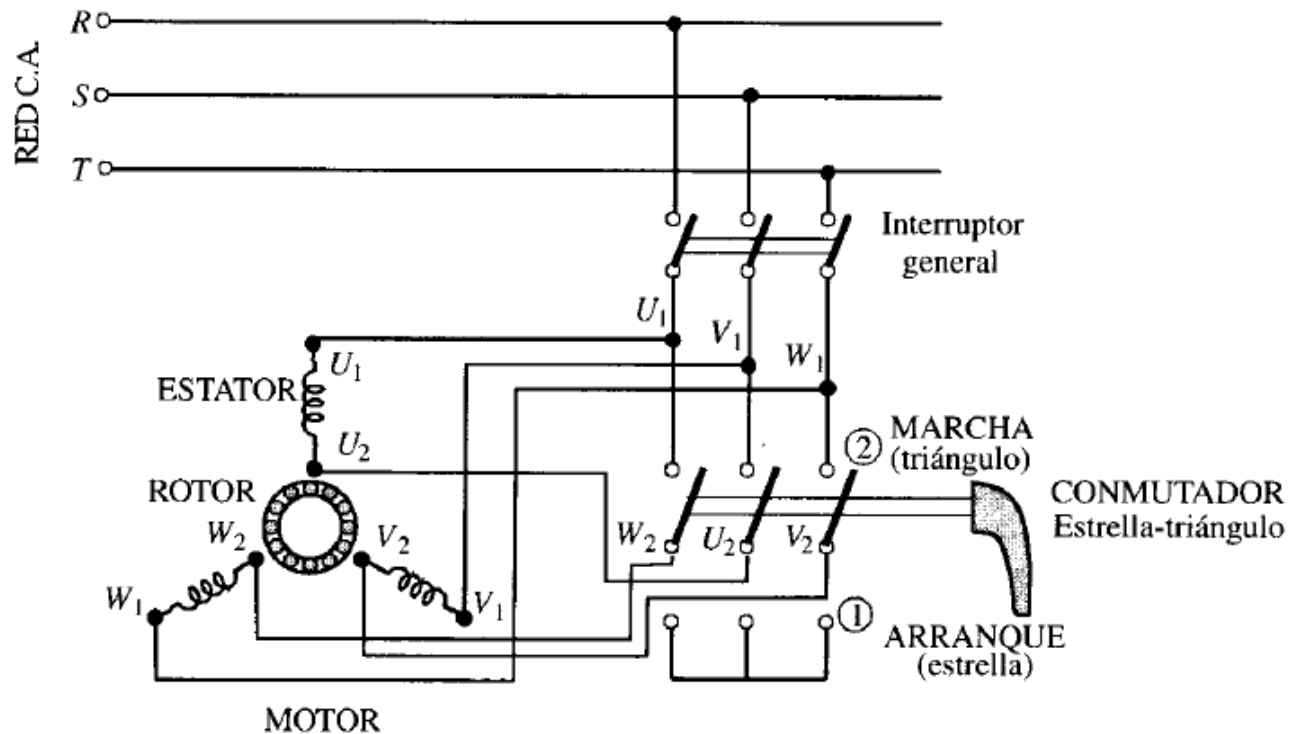 RED C.A.
R
S
T
Interruptor
general
U1
V1
W1
U1
ESTATOR
U2
ROTOR
W2
V2
W1
V1
MOTOR
2
MARCHA
(triángulo)
CONMUTADOR
Estrella-triángulo
W2
U2
V2
1
ARRANQUE
(estrella)